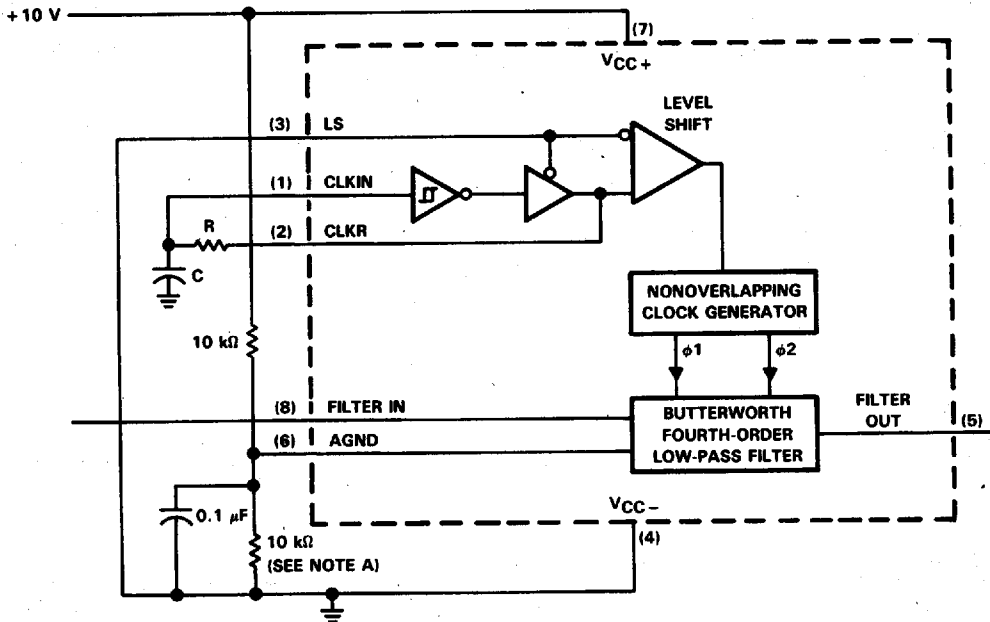 +10 V
(7)
VCC+
LEVEL
SHIFT
(3) LS
(1) CLKIN
R
(2) CLKR
C
NONOVERLAPPING
CLOCK GENERATOR
10 kΩ
ϕ1
ϕ2
(8) FILTER IN
BUTTERWORTH
FOURTH-ORDER
LOW-PASS FILTER
FILTER
OUT
(5)
(6) AGND
VCC−
0.1 μF
(4)
10 kΩ
(SEE NOTE A)